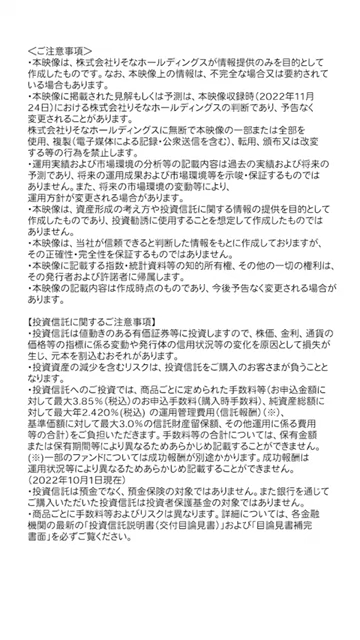 ＜ご注意事項＞
・本映像は、株式会社りそなホールディングスが情報提供のみを目的として
作成したものです。なお、本映像上の情報は、不完全な場合又は要約されて
いる場合もあります。
・本映像に掲載された見解もしくは予測は、本映像収録時（2022年11月
24日）における株式会社りそなホールディングスの判断であり、予告なく
変更されることがあります。
株式会社りそなホールディングスに無断で本映像の一部または全部を
使用、複製（電子媒体による記録・公衆送信を含む）、転用、頒布又は改変
する等の行為を禁止します。
・運用実績および市場環境の分析等の記載内容は過去の実績および将来の
予測であり、将来の運用成果および市場環境等を示唆・保証するものでは
ありません。また、将来の市場環境の変動等により、
運用方針が変更される場合があります。
・本映像は、資産形成の考え方や投資信託に関する情報の提供を目的として
作成したものであり、投資勧誘に使用することを想定して作成したものでは
ありません。
・本映像は、当社が信頼できると判断した情報をもとに作成しておりますが、
その正確性・完全性を保証するものではありません。
・本映像に記載する指数・統計資料等の知的所有権、その他の一切の権利は、
その発行者および許諾者に帰属します。
・本映像の記載内容は作成時点のものであり、今後予告なく変更される場合が
あります。
【投資信託に関するご注意事項】
・投資信託は値動きのある有価証券等に投資しますので、株価、金利、通貨の
価格等の指標に係る変動や発行体の信用状況等の変化を原因として損失が
生じ、元本を割込むおそれがあります。
・投資資産の減少を含むリスクは、投資信託をご購入のお客さまが負うことと
なります。
・投資信託へのご投資では、商品ごとに定められた手数料等（お申込金額に
対して最大3.85％（税込）のお申込手数料（購入時手数料）、純資産総額に
対して最大年2.420％（税込） の運用管理費用（信託報酬）（※）、
基準価額に対して最大3.0％の信託財産留保額、その他運用に係る費用
等の合計）をご負担いただきます。手数料等の合計については、保有金額
または保有期間等により異なるためあらかじめ記載することができません。
(※)一部のファンドについては成功報酬が別途かかります。成功報酬は
運用状況等により異なるためあらかじめ記載することができません。
（2022年10月1日現在）
・投資信託は預金でなく、預金保険の対象ではありません。また銀行を通じて
ご購入いただいた投資信託は投資者保護基金の対象ではありません。
・商品ごとに手数料等およびリスクは異なります。詳細については、各金融
機関の最新の「投資信託説明書（交付目論見書）」および「目論見書補完
書面」を必ずご覧ください。